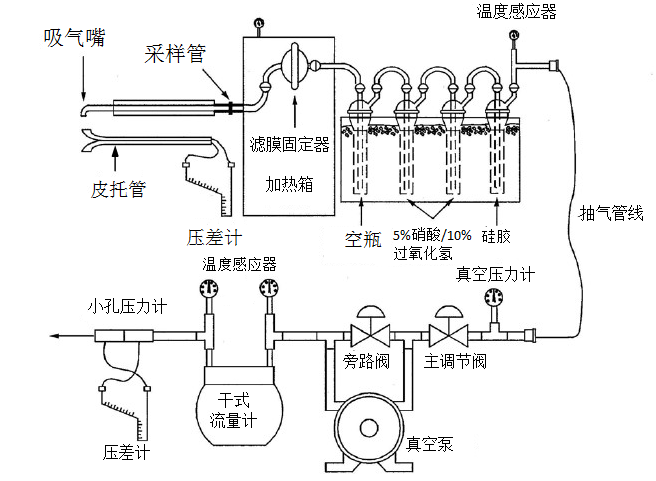 温度感应器
吸气嘴
采样管
滤膜固定器
加热箱
皮托管
压差计
空瓶
5%硝酸/10%
过氧化氢
硅胶
抽气管线
温度感应器
真空压力计
小孔压力计
旁路阀
主调节阀
干式
流量计
压差计
真空泵